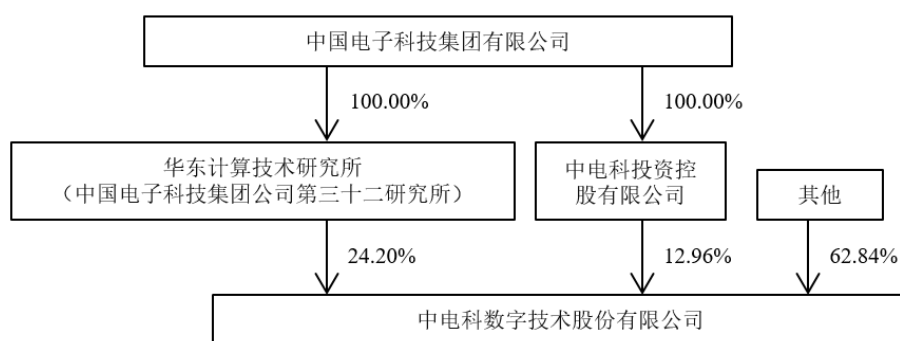 中国电子科技集团有限公司
100.00%
100.00%
华东计算技术研究所
（中国电子科技集团公司第三十二研究所）
中电科投资控
股有限公司
其他
24.20%
12.96%
62.84%
中电科数字技术股份有限公司